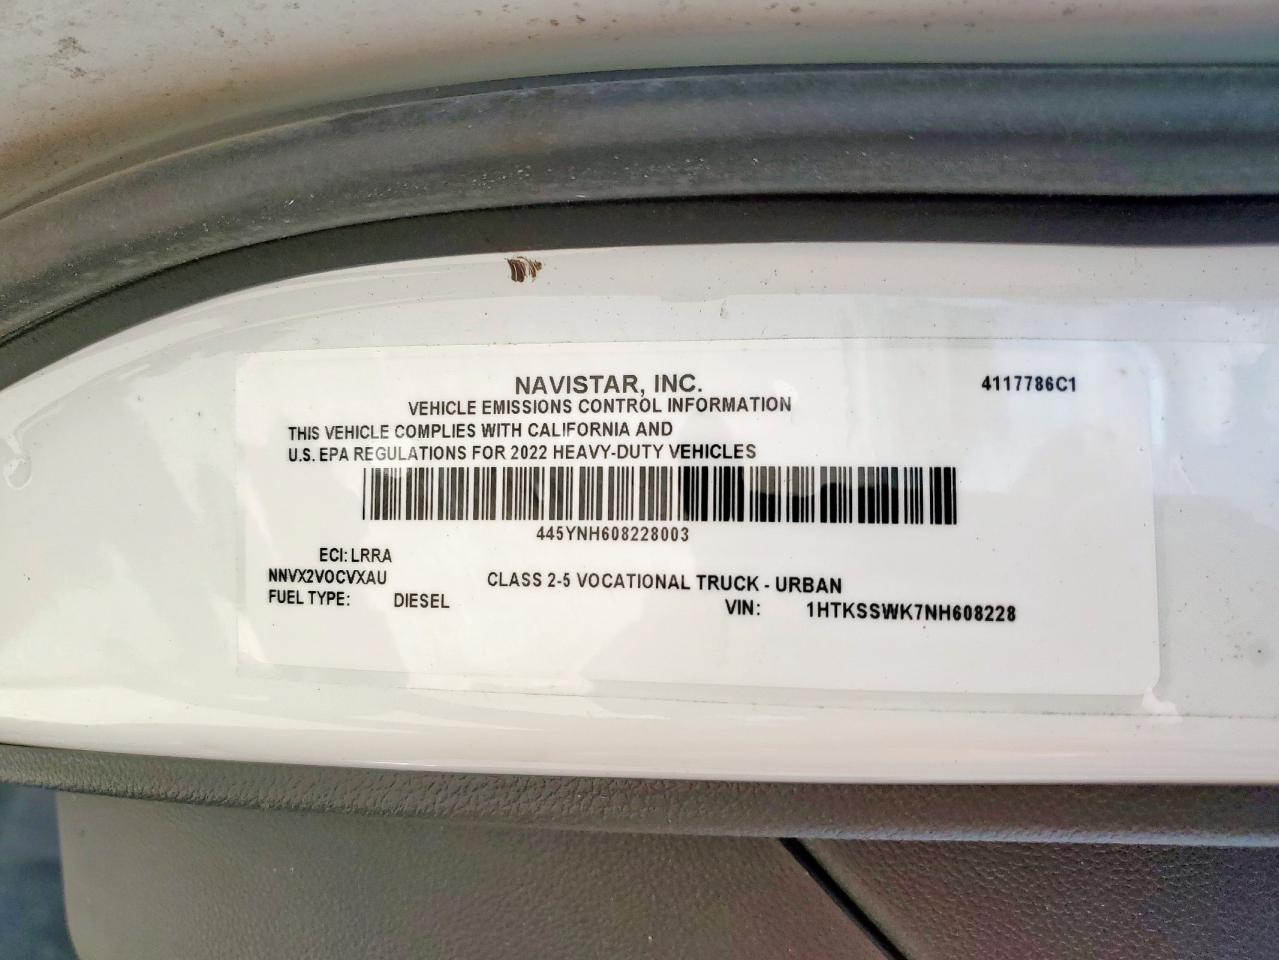 NAVISTAR, INC.
4117786C1
VEHICLE EMISSIONS CONTROL INFORMATION
THIS VEHICLE COMPLIES WITH CALIFORNIA AND
U.S. EPA REGULATIONS FOR 2022 HEAVY-DUTY VEHICLES
445YNH608228003
ECI: LRRA
NNVX2VOCVXAU
CLASS 2-5 VOCATIONAL TRUCK - URBAN
FUEL TYPE: DIESEL
VIN: 1HTKSSWK7NH608228